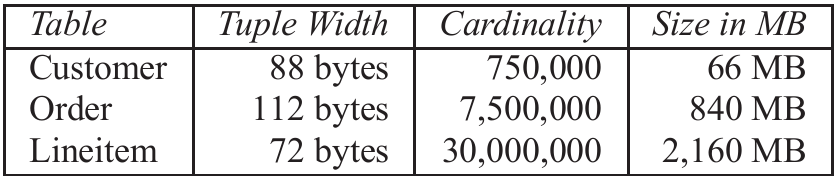 Table Tuple Width Cardinality Size in MB
Customer 88 bytes 750,000 66 MB
Order 112 bytes 7,500,000 840 MB
Lineitem 72 bytes 30,000,000 2,160 MB